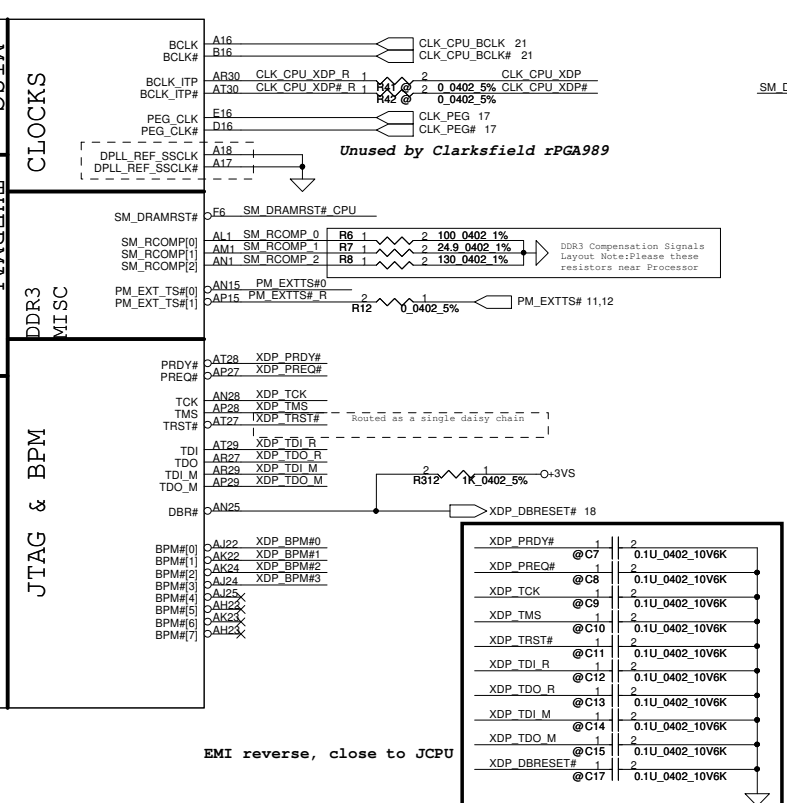 CLOCKS
BCLK A16 CLK_CPU_BCLK 21
BCLK# B16 CLK_CPU_BCLK# 21
BCLK_ITP AR30 CLK_CPU_XDP_R 1 R41 @ 2 CLK_CPU_XDP
BCLK_ITP# AT30 CLK_CPU_XDP#_R 1 2 0_0402_5% CLK_CPU_XDP#
R42 @ 0_0402_5%
SM_D
PEG_CLK E16 CLK_PEG 17
PEG_CLK# D16 CLK_PEG# 17
DPLL_REF_SSCLK A18
DPLL_REF_SSCLK# A17
Unused by Clarksfield rPGA989
DDR3
MISC
SM_DRAMRST# F6 SM_DRAMRST#_CPU
SM_RCOMP[0] AL1 SM_RCOMP_0 R6 1 2 100_0402_1%
SM_RCOMP[1] AM1 SM_RCOMP_1 R7 1 2 24.9_0402_1%
SM_RCOMP[2] AN1 SM_RCOMP_2 R8 1 2 130_0402_1%
DDR3 Compensation Signals
Layout Note:Please these
resistors near Processor
PM_EXT_TS#[0] AN15 PM_EXTTS#0
PM_EXT_TS#[1] AP15 PM_EXTTS#_R 2 1 PM_EXTTS# 11,12
R12 0_0402_5%
JTAG & BPM
PRDY# AT28 XDP_PRDY#
PREQ# AP27 XDP_PREQ#
TCK AN28 XDP_TCK
TMS AP28 XDP_TMS
TRST# AT27 XDP_TRST# Routed as a single daisy chain
TDI AT29 XDP_TDI_R
TDO AR27 XDP_TDO_R
TDI_M AR29 XDP_TDI_M
TDO_M AP29 XDP_TDO_M
2 1 +3VS
R312 1K_0402_5%
DBR# AN25 XDP_DBRESET# 18
BPM#[0] AJ22 XDP_BPM#0
BPM#[1] AK22 XDP_BPM#1
BPM#[2] AK24 XDP_BPM#2
BPM#[3] AJ24 XDP_BPM#3
BPM#[4] AJ25
BPM#[5] AH22
BPM#[6] AK23
BPM#[7] AH23
XDP_PRDY# 1 2
@C7 0.1U_0402_10V6K
XDP_PREQ# 1 2
@C8 0.1U_0402_10V6K
XDP_TCK 1 2
@C9 0.1U_0402_10V6K
XDP_TMS 1 2
@C10 0.1U_0402_10V6K
XDP_TRST# 1 2
@C11 0.1U_0402_10V6K
XDP_TDI_R 1 2
@C12 0.1U_0402_10V6K
XDP_TDO_R 1 2
@C13 0.1U_0402_10V6K
XDP_TDI_M 1 2
@C14 0.1U_0402_10V6K
XDP_TDO_M 1 2
@C15 0.1U_0402_10V6K
XDP_DBRESET# 1 2
@C17 0.1U_0402_10V6K
EMI reverse, close to JCPU